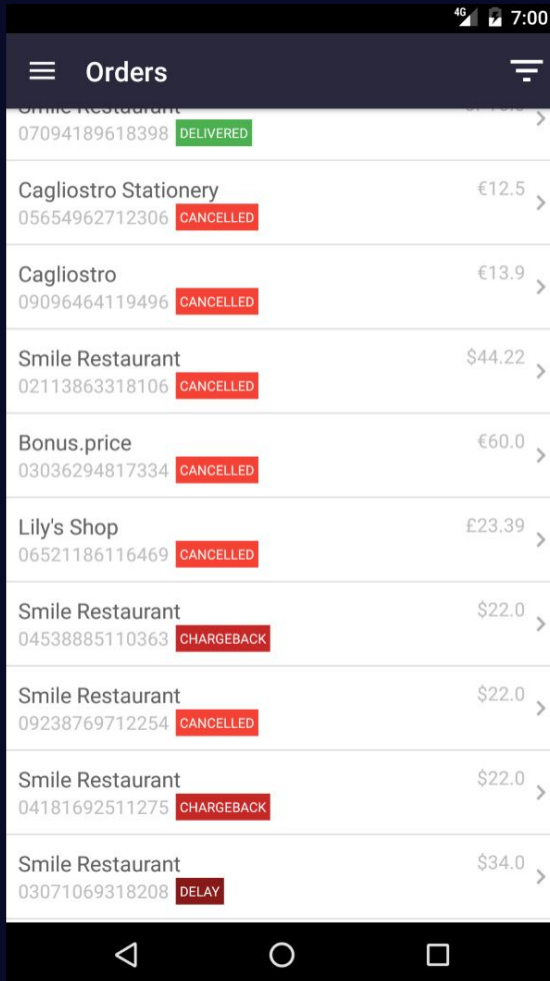 4G 7:00
Orders
Smile Restaurant
07094189618398 DELIVERED
Cagliostro Stationery €12.5
05654962712306 CANCELLED
Cagliostro €13.9
09096464119496 CANCELLED
Smile Restaurant $44.22
02113863318106 CANCELLED
Bonus.price €60.0
03036294817334 CANCELLED
Lily's Shop £23.39
06521186116469 CANCELLED
Smile Restaurant $22.0
04538885110363 CHARGEBACK
Smile Restaurant $22.0
09238769712254 CANCELLED
Smile Restaurant $22.0
04181692511275 CHARGEBACK
Smile Restaurant $34.0
03071069318208 DELAY